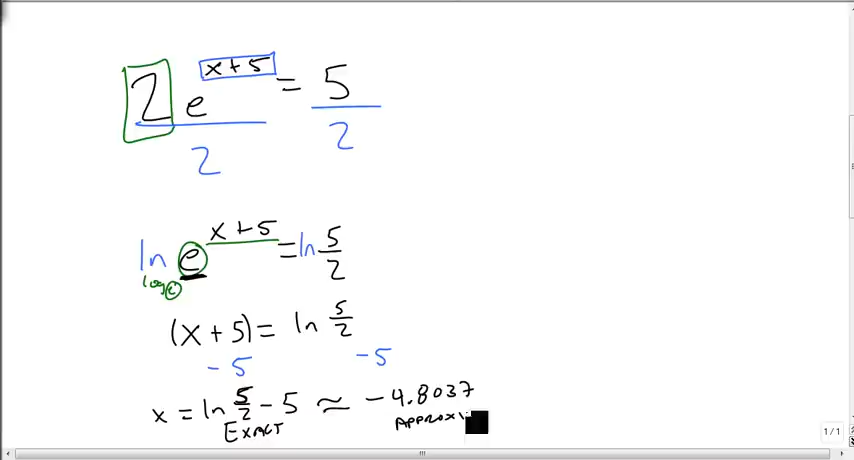 2e^(x+5) = 5
2 2
ln e^(x+5) = ln 5/2
log e
(x + 5) = ln 5/2
- 5 - 5
x = ln 5/2 - 5 ≈ - 4.8037
EXACT
1/1